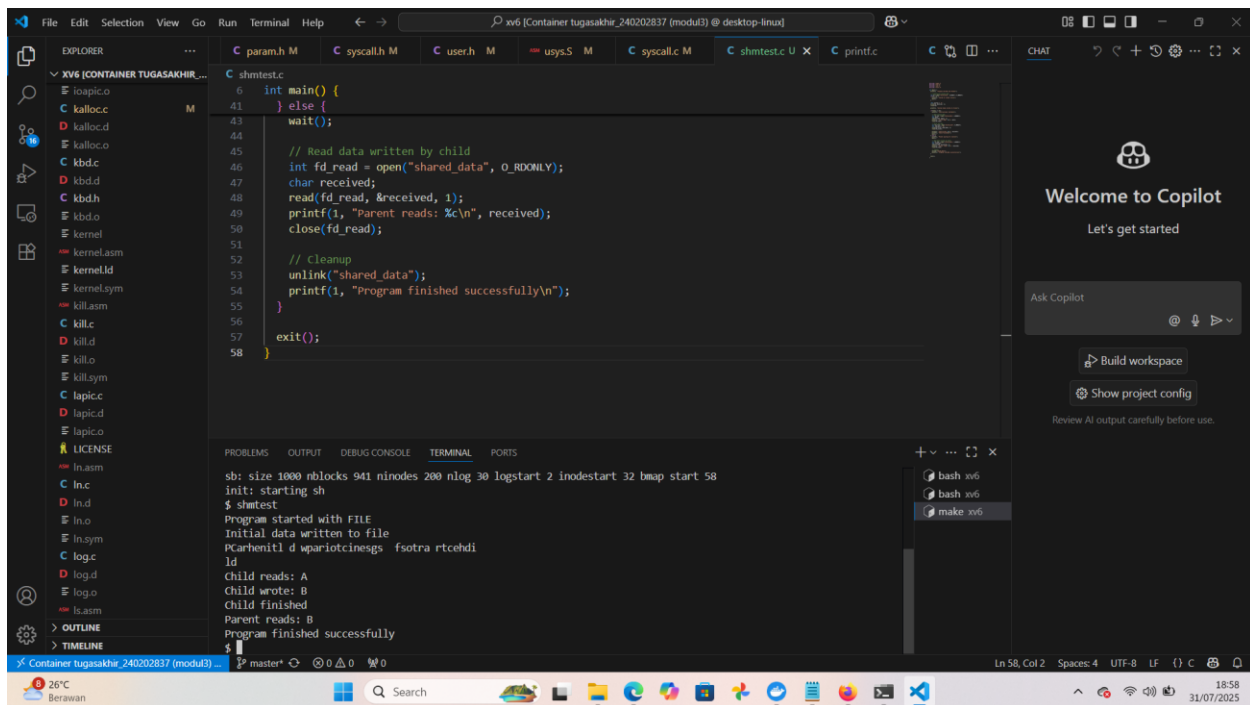 File Edit Selection View Go Run Terminal Help
xv6 [Container tugasakhir_240202837 (modul3) @ desktop-linux]
EXPLORER
XV6 [CONTAINER TUGASAKHIR_...
ioapic.o
kalloc.c M
kalloc.d
kalloc.o
kbd.c
kbd.d
kbd.h
kbd.o
kernel
kernel.asm
kernel.ld
kernel.sym
kill.asm
kill.c
kill.d
kill.o
kill.sym
lapic.c
lapic.d
lapic.o
LICENSE
ln.asm
ln.c
ln.d
ln.o
ln.sym
log.c
log.d
log.o
ls.asm
OUTLINE
TIMELINE
16
C param.h M C syscall.h M C user.h M ASM usys.S M C syscall.c M C shmtest.c U C printf.c
C shmtest.c
6 int main() {
41 } else {
43 wait();
44
45 // Read data written by child
46 int fd_read = open("shared_data", O_RDONLY);
47 char received;
48 read(fd_read, &received, 1);
49 printf(1, "Parent reads: %c\n", received);
50 close(fd_read);
51
52 // Cleanup
53 unlink("shared_data");
54 printf(1, "Program finished successfully\n");
55 }
56
57 exit();
58 }
PROBLEMS OUTPUT DEBUG CONSOLE TERMINAL PORTS
sb: size 1000 nblocks 941 ninodes 200 nlog 30 logstart 2 inodestart 32 bmap start 58
init: starting sh
$ shmtest
Program started with FILE
Initial data written to file
PCarhenitl d wpariotcinesgs fsotra rtcehdi
ld
Child reads: A
Child wrote: B
Child finished
Parent reads: B
Program finished successfully
$
bash xv6
bash xv6
make xv6
CHAT
Welcome to Copilot
Let's get started
Ask Copilot
@
Build workspace
Show project config
Review AI output carefully before use.
Container tugasakhir_240202837 (modul3) ... master* 0 0 0
Ln 58, Col 2 Spaces: 4 UTF-8 LF {} C
8
26°C
Berawan
Search
18:58
31/07/2025